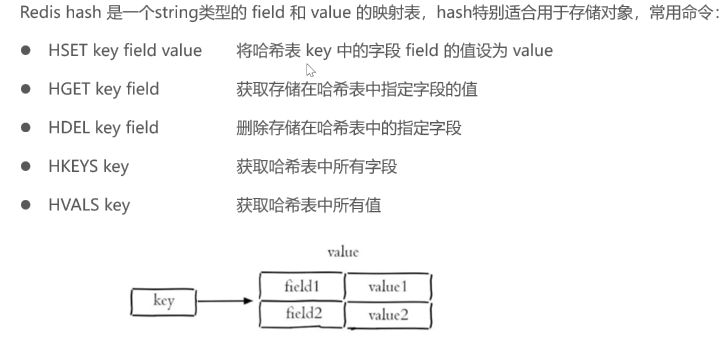 Redis hash 是一个string类型的 field 和 value 的映射表，hash特别适合用于存储对象，常用命令：
● HSET key field value 将哈希表 key 中的字段 field 的值设为 value
● HGET key field 获取存储在哈希表中指定字段的值
● HDEL key field 删除存储在哈希表中的指定字段
● HKEYS key 获取哈希表中所有字段
● HVALS key 获取哈希表中所有值
value
key
field1 value1
field2 value2